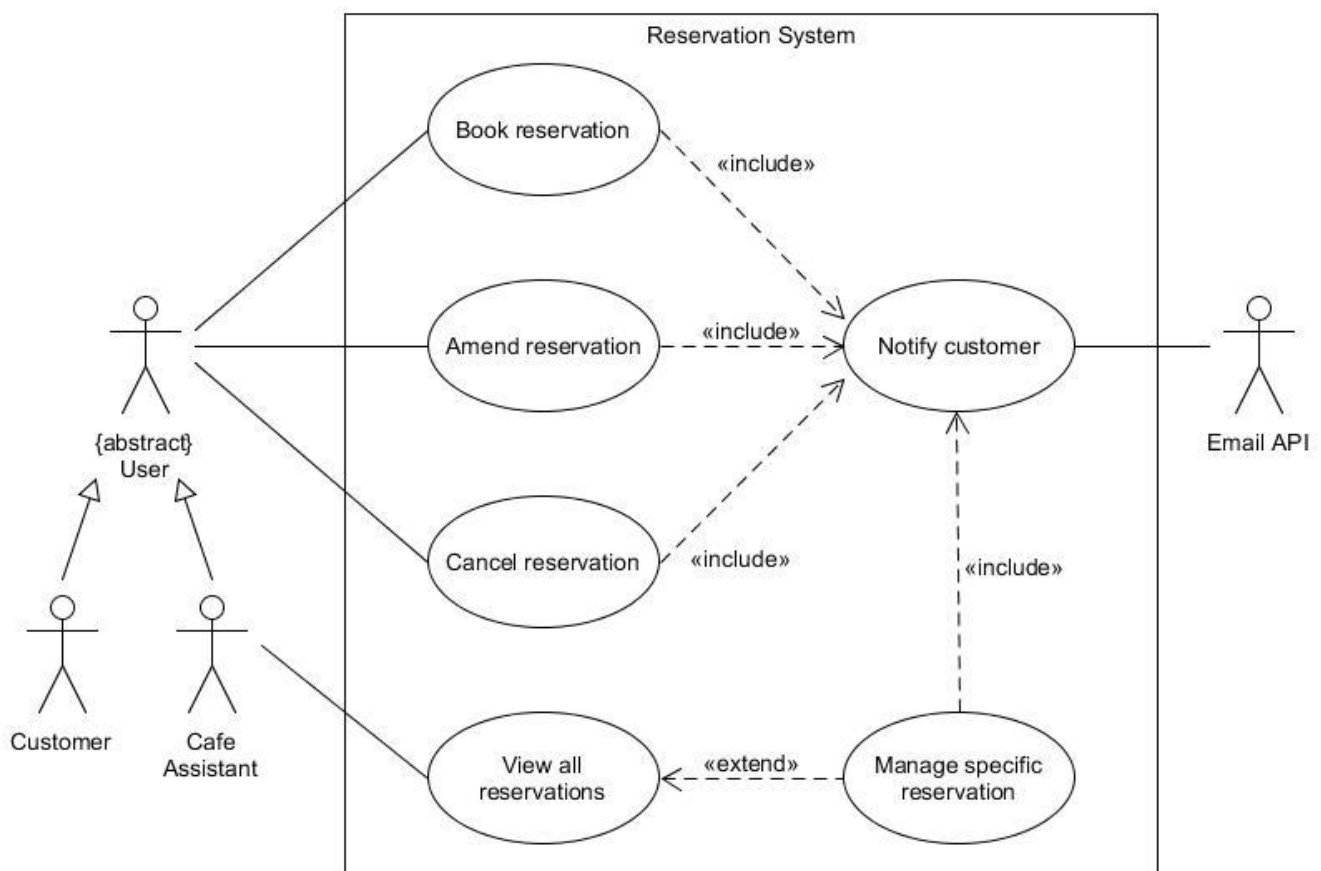 Reservation System
Book reservation
«include»
Amend reservation
«include»
Notify customer
{abstract}
User
Email API
Cancel reservation
«include»
«include»
Customer
Cafe
Assistant
View all
reservations
«extend»
Manage specific
reservation